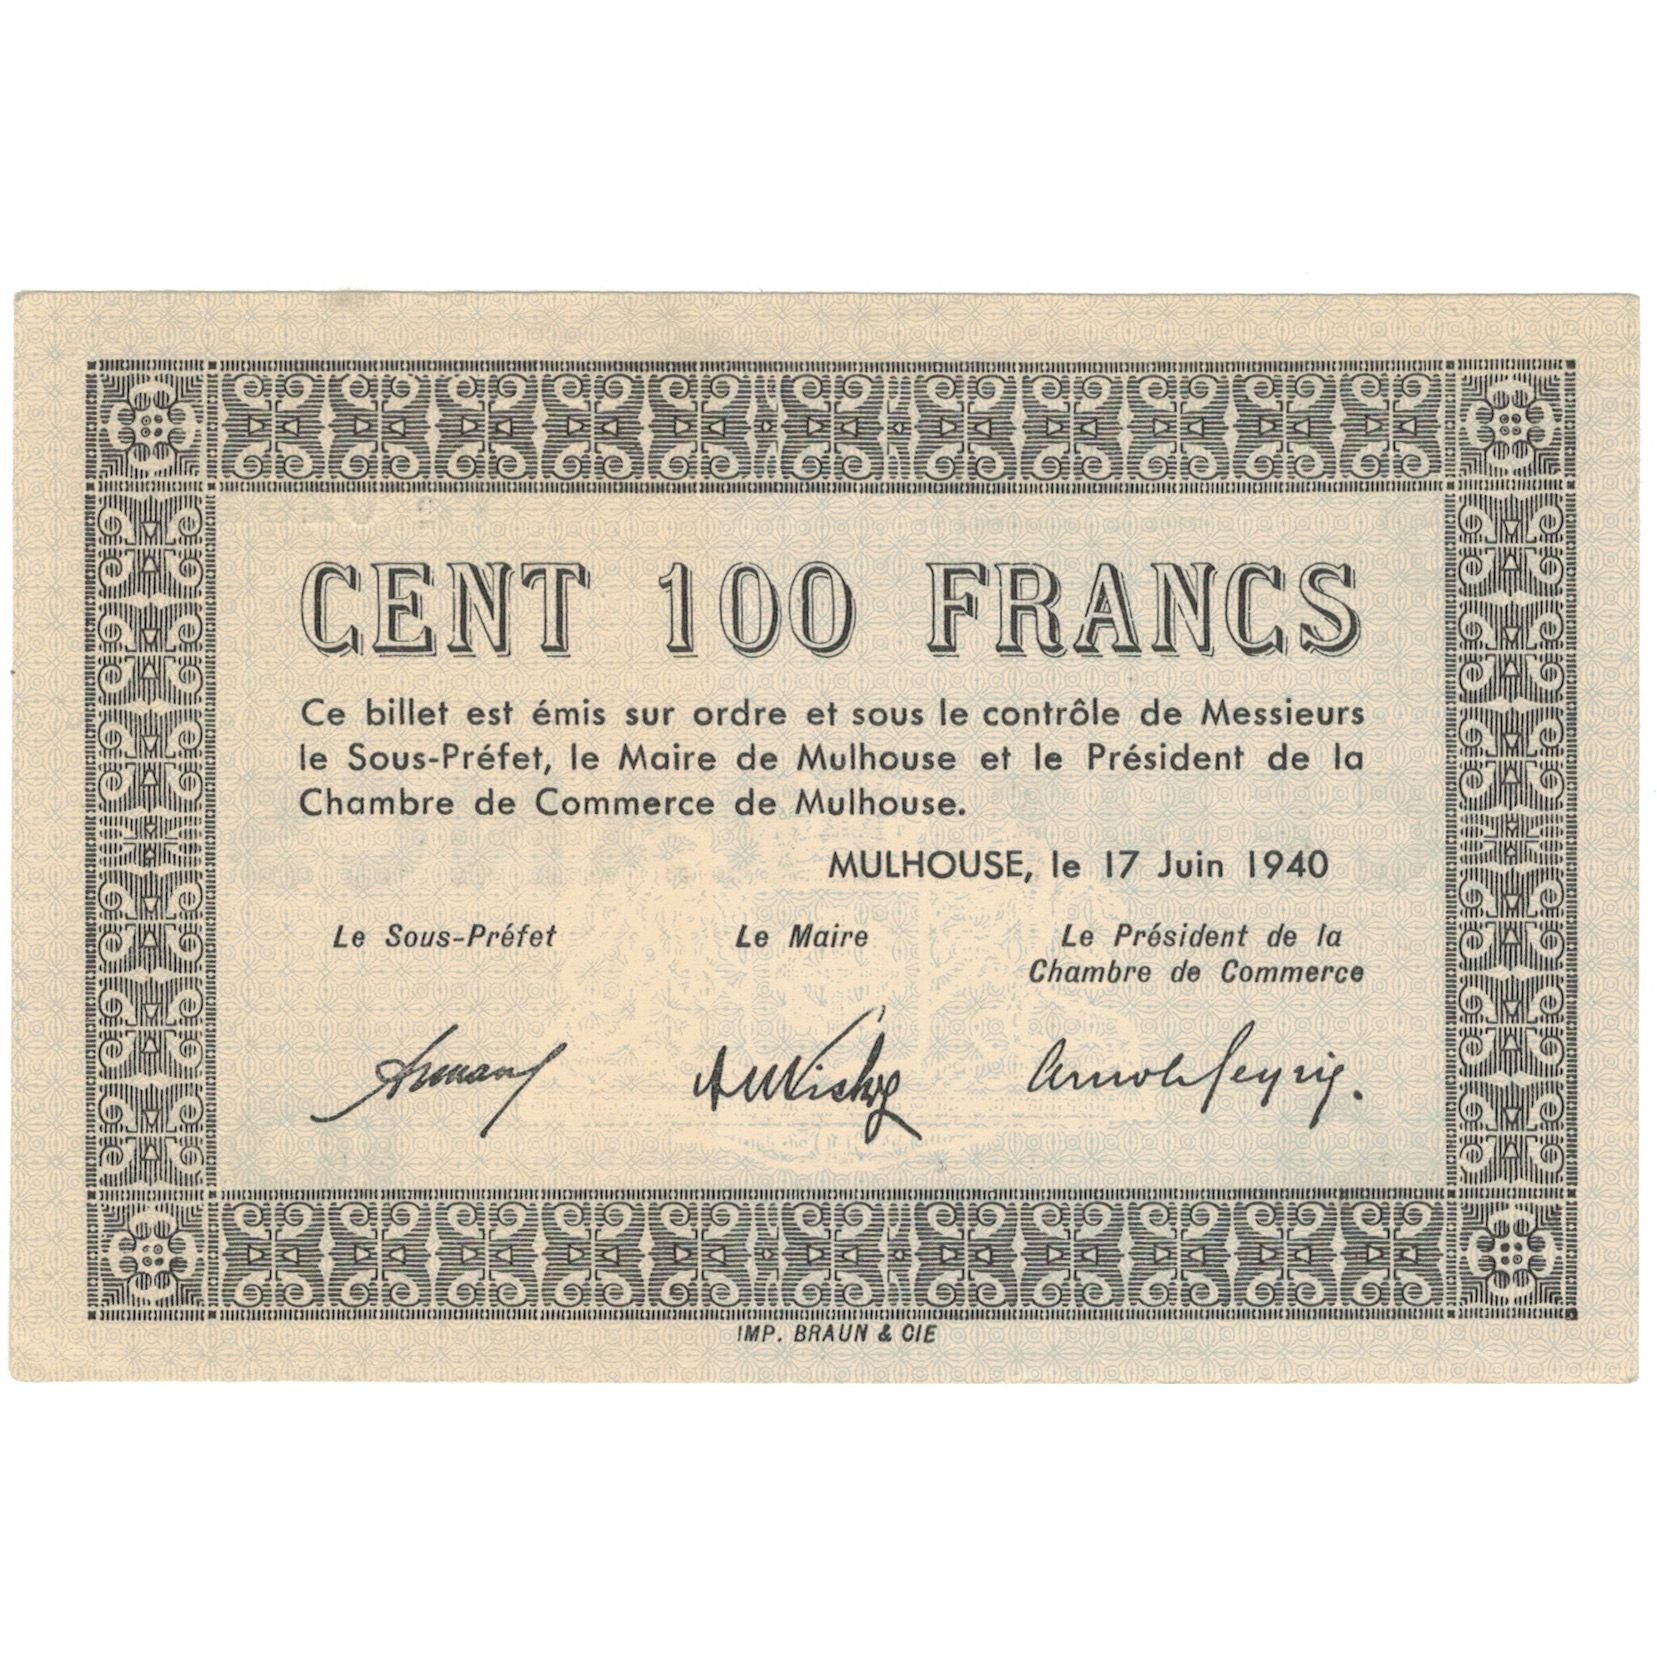 CENT 100 FRANCS
Ce billet est émis sur ordre et sous le contrôle de Messieurs
le Sous-Préfet, le Maire de Mulhouse et le Président de la
Chambre de Commerce de Mulhouse.
MULHOUSE, le 17 Juin 1940
Le Sous-Préfet
Le Maire
Le Président de la
Chambre de Commerce
IMP. BRAUN & CIE